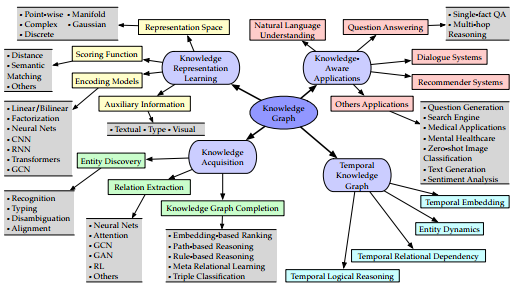 • Point-wise • Manifold
• Complex • Gaussian
• Discrete
Representation Space
• Distance
• Semantic
Matching
• Others
Scoring Function
Encoding Models
Knowledge
Representation
Learning
• Linear/Bilinear
• Factorization
• Neural Nets
• CNN
• RNN
• Transformers
• GCN
Auxiliary Information
• Textual • Type • Visual
Natural Language
Understanding
Question Answering
• Single-fact QA
• Multi-hop
Reasoning
Knowledge-
Aware
Applications
Dialogue Systems
Recommender Systems
Others Applications
• Question Generation
• Search Engine
• Medical Applications
• Mental Healthcare
• Zero-shot Image
Classification
• Text Generation
• Sentiment Analysis
Knowledge
Graph
Knowledge
Acquisition
Entity Discovery
• Recognition
• Typing
• Disambiguation
• Alignment
Relation Extraction
• Neural Nets
• Attention
• GCN
• GAN
• RL
• Others
Knowledge Graph Completion
• Embedding-based Ranking
• Path-based Reasoning
• Rule-based Reasoning
• Meta Relational Learning
• Triple Classification
Temporal
Knowledge
Graph
Temporal Embedding
Entity Dynamics
Temporal Relational Dependency
Temporal Logical Reasoning